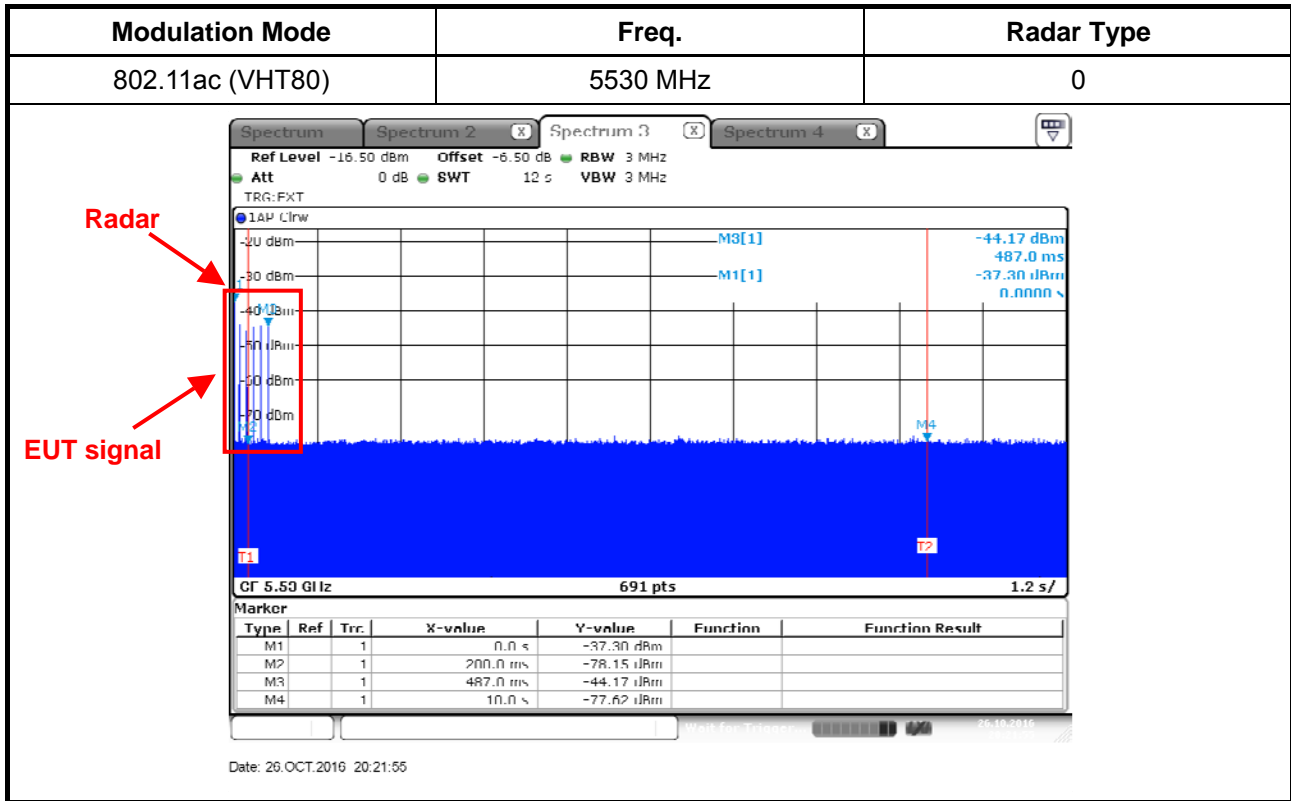 Modulation Mode Freq. Radar Type
802.11ac (VHT80) 5530 MHz 0
Spectrum Spectrum 2 X Spectrum 3 X Spectrum 4 X
Ref Level -16.50 dBm Offset -6.50 dB RBW 3 MHz
Att 0 dB SWT 12 s VBW 3 MHz
TRG:EXT
1AP Clrw
Radar
-20 dBm M3[1] -44.17 dBm
487.0 ms
-30 dBm M1[1] -37.30 dBm
0.0000 s
-40 dBm
-50 dBm
-60 dBm
-70 dBm
M2 M4
EUT signal
T1 T2
CF 5.53 GHz 691 pts 1.2 s/
Marker
Type Ref Trc X-value Y-value Function Function Result
M1 1 0.0 s -37.30 dBm
M2 1 200.0 ms -78.15 dBm
M3 1 487.0 ms -44.17 dBm
M4 1 10.0 s -77.62 dBm
Wait for Trigger... 26.10.2016
Date: 26.OCT.2016 20:21:55